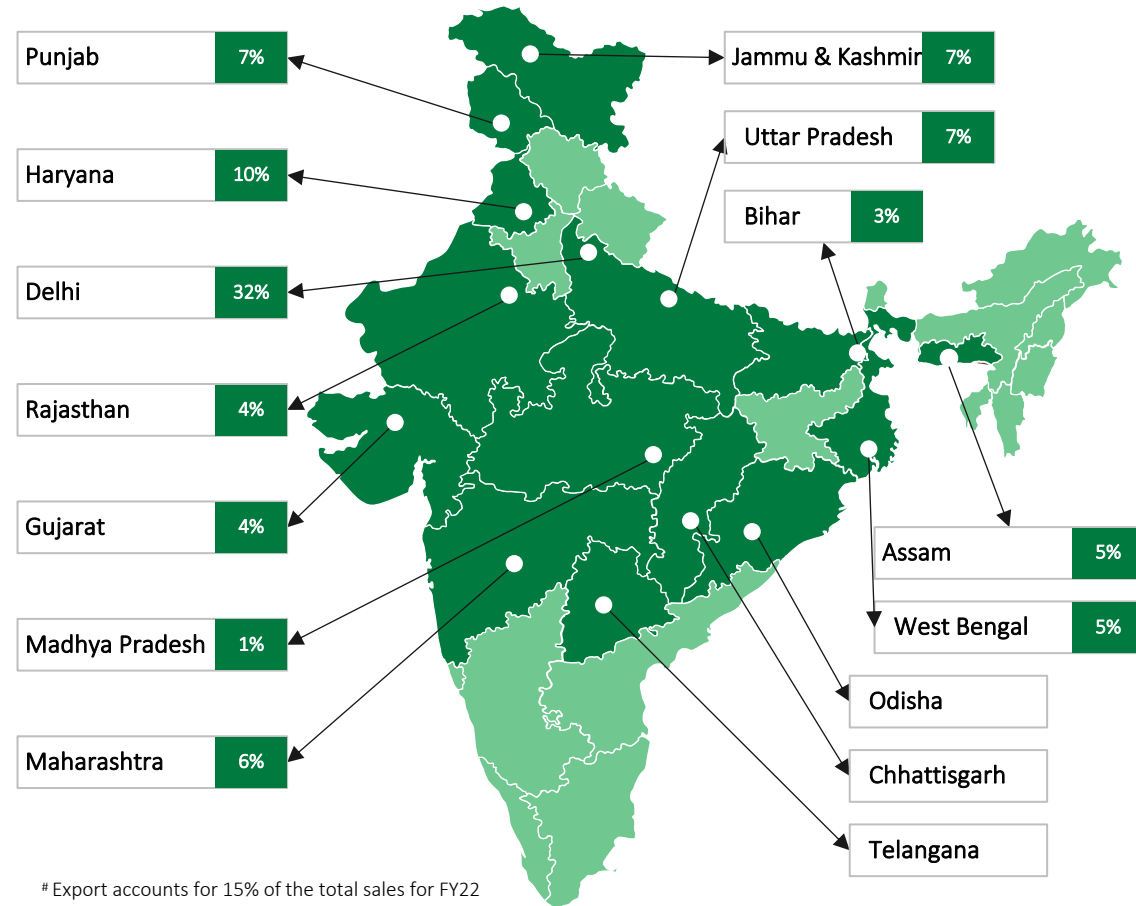 Punjab 7%
Haryana 10%
Delhi 32%
Rajasthan 4%
Gujarat 4%
Madhya Pradesh 1%
Maharashtra 6%
Jammu & Kashmir 7%
Uttar Pradesh 7%
Bihar 3%
Assam 5%
West Bengal 5%
Odisha
Chhattisgarh
Telangana
# Export accounts for 15% of the total sales for FY22